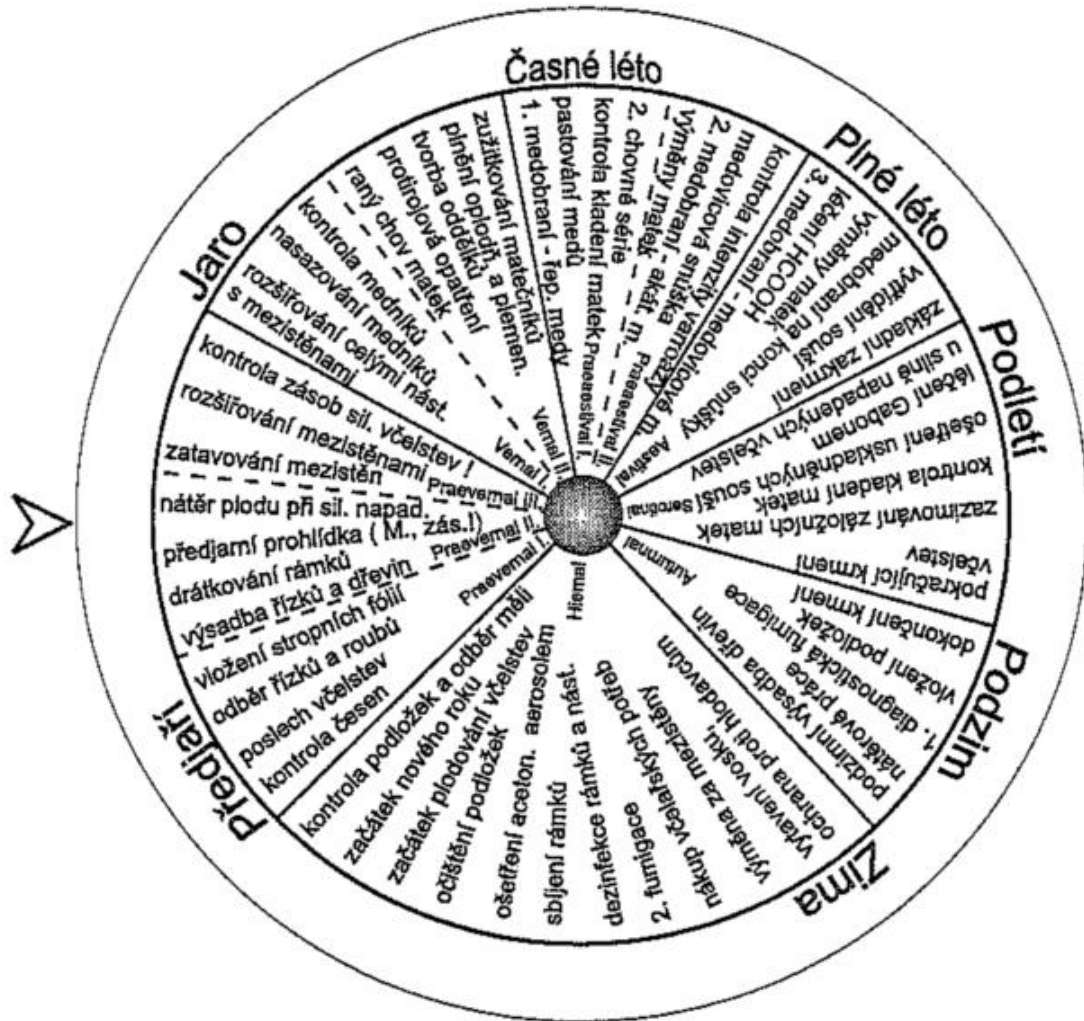 Předjaří
kontrola česen
poslech včelstev
odběr řízků a roubů
vložení stropních fólií
Praevernal I.
výsadba řízků a dřevin
drátkování rámků
předjarní prohlídka ( M., zás.!)
nátěr plodu při sil. napad.
Praevernal II.
zatavování mezistěn
rozšiřování mezistěnami
kontrola zásob sil. včelstev !
Praevernal III.
Jaro
s mezistěnami
rozšiřování celými nást.
nasazování medníků
kontrola medníků
Vernal I.
raný chov matek
protirojová opatření
tvorba oddělků
plnění oplodň. a plemen.
zužitkování matečníků
Vernal II.
Časné léto
1. medobraní - řep. medy
pastování medů
kontrola kladení matek
2. chovné série
Praeaestival I.
výměny matek
2. medobraní - akát. m.
medovicová snůška
kontrola intenzity varroázy
Praeaestival II.
Plné léto
3. medobraní - medovicové m.
léčení HCOOH
výměny matek
medobraní na konci snůšky
vytřídění souší
základní zakrmení
Aestival
Podletí
u silně napadených včelstev
léčení Gabonem
ošetření uskladněných souší
kontrola kladení matek
zazimování záložních matek
včelstev
pokračující krmení
Serotinal
Podzim
dokončení krmení
vložení podložek
1. diagnostická fumigace
nátěrové práce
podzimní výsadba dřevin
Autumnal
Zima
ochrana proti hlodavcům
vytavení vosku,
výměna za mezistěny
nákup včelařských potřeb
2. fumigace
dezinfekce rámků a nást.
sbíjení rámků
ošetření aceton. aerosolem
očištění podložek
začátek plodování včelstev
začátek nového roku
kontrola podložek a odběr měli
Hiemal